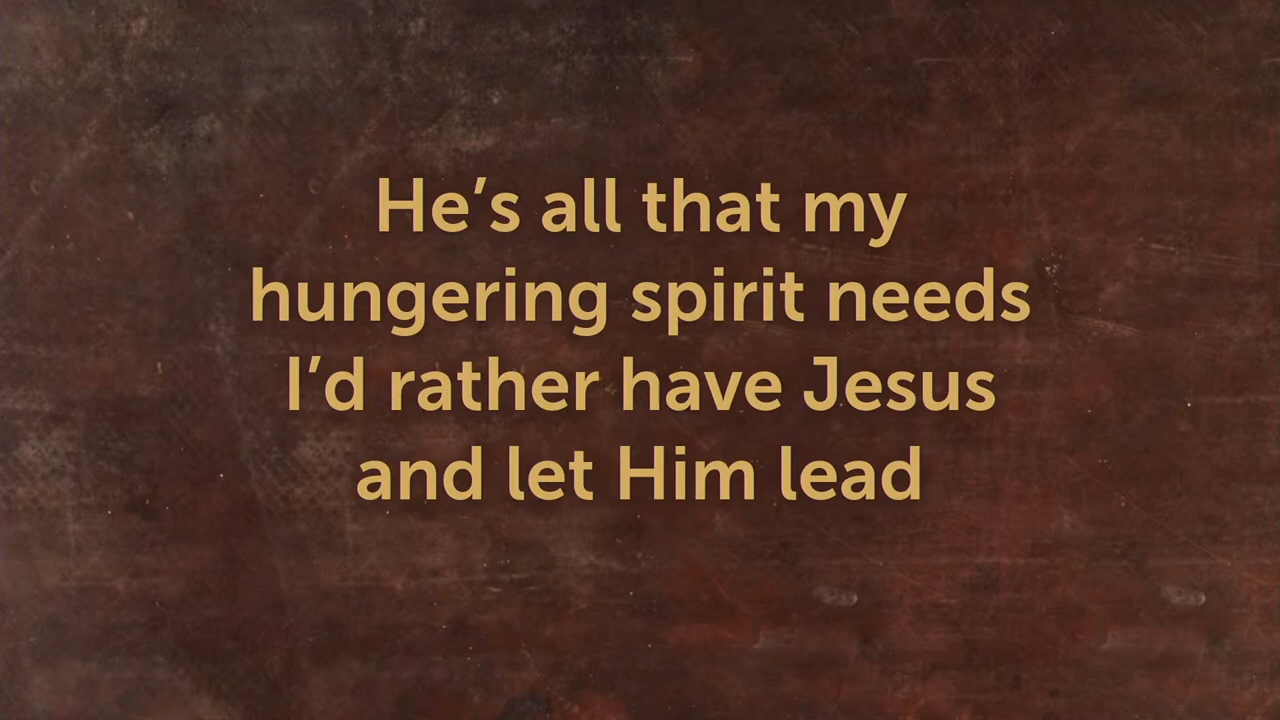 He’s all that my
hungering spirit needs
I’d rather have Jesus
and let Him lead